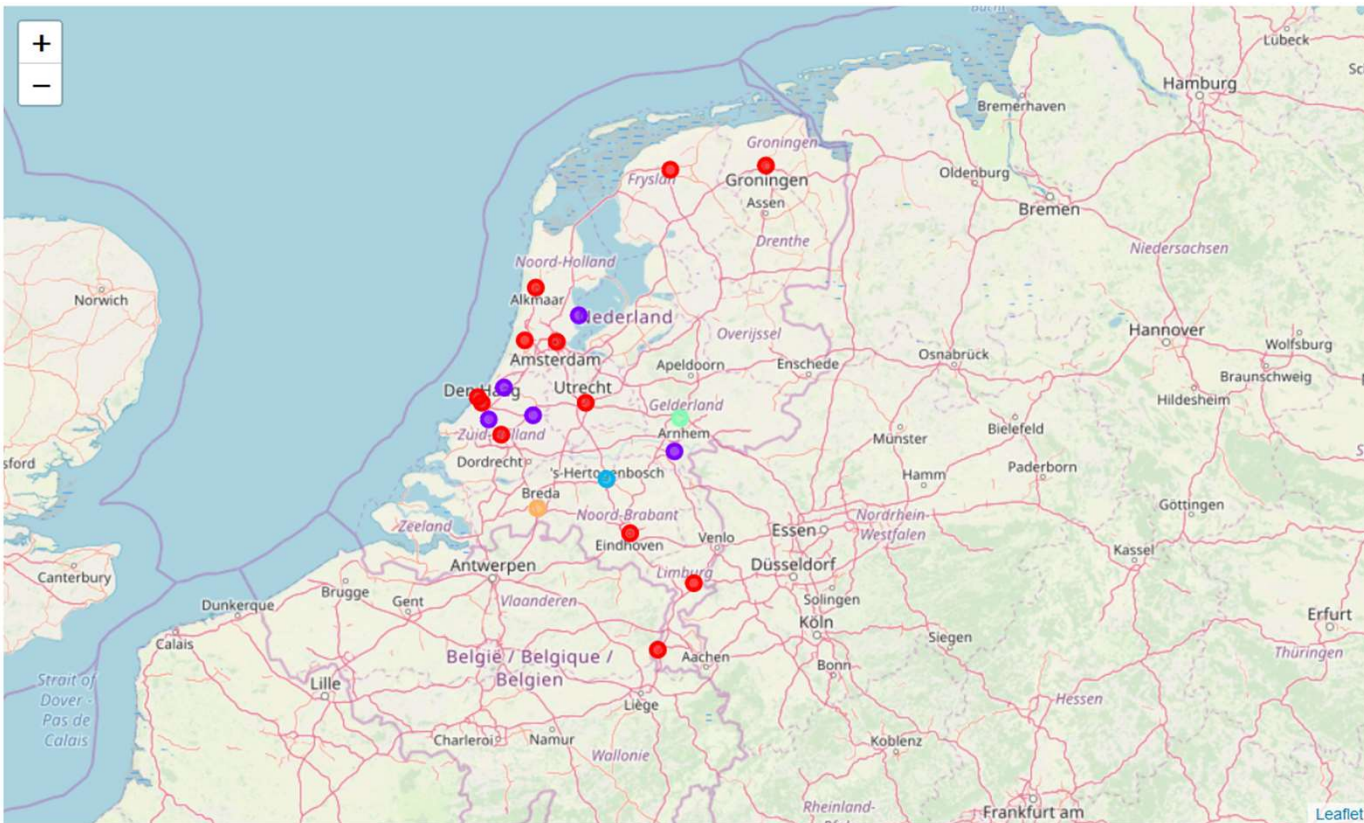 +
−
Hamburg
Lübeck
Bremerhaven
Groningen
Fryslân
Groningen
Oldenburg
Assen
Bremen
Drenthe
Niedersachsen
Noord-Holland
Norwich
Alkmaar
Nederland
Overijssel
Hannover
Wolfsburg
Amsterdam
Osnabrück
Apeldoorn
Enschede
Braunschweig
Den Haag
Utrecht
Hildesheim
Gelderland
Bielefeld
Zuid-Holland
Arnhem
Münster
sford
Dordrecht
's-Hertogenbosch
Hamm
Paderborn
Breda
Göttingen
Zeeland
Noord-Brabant
Nordrhein-
Westfalen
Essen
Eindhoven
Venlo
Kassel
Antwerpen
Düsseldorf
Canterbury
Limburg
Brugge
Vlaanderen
Gent
Solingen
Dunkerque
Erfurt
Köln
Calais
Siegen
Thüringen
België / Belgique /
Belgien
Aachen
Bonn
Strait of
Dover -
Pas de
Calais
Lille
Liège
Hessen
Charleroi
Namur
Koblenz
Wallonie
Rheinland-
Frankfurt am
Leaflet